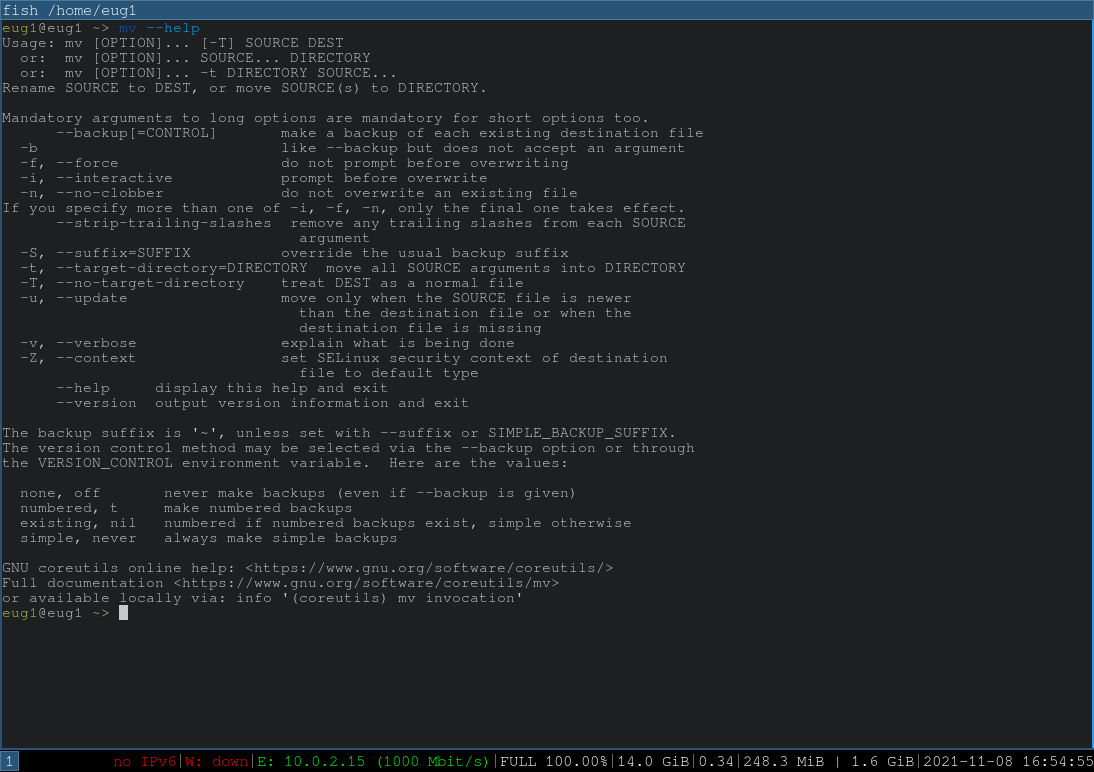 fish /home/eug1
eug1@eug1 ~> mv --help
Usage: mv [OPTION]... [-T] SOURCE DEST
  or:  mv [OPTION]... SOURCE... DIRECTORY
  or:  mv [OPTION]... -t DIRECTORY SOURCE...
Rename SOURCE to DEST, or move SOURCE(s) to DIRECTORY.

Mandatory arguments to long options are mandatory for short options too.
      --backup[=CONTROL]       make a backup of each existing destination file
  -b                           like --backup but does not accept an argument
  -f, --force                  do not prompt before overwriting
  -i, --interactive            prompt before overwrite
  -n, --no-clobber             do not overwrite an existing file
If you specify more than one of -i, -f, -n, only the final one takes effect.
      --strip-trailing-slashes  remove any trailing slashes from each SOURCE
                                 argument
  -S, --suffix=SUFFIX          override the usual backup suffix
  -t, --target-directory=DIRECTORY  move all SOURCE arguments into DIRECTORY
  -T, --no-target-directory    treat DEST as a normal file
  -u, --update                 move only when the SOURCE file is newer
                                 than the destination file or when the
                                 destination file is missing
  -v, --verbose                explain what is being done
  -Z, --context                set SELinux security context of destination
                                 file to default type
      --help     display this help and exit
      --version  output version information and exit

The backup suffix is '~', unless set with --suffix or SIMPLE_BACKUP_SUFFIX.
The version control method may be selected via the --backup option or through
the VERSION_CONTROL environment variable.  Here are the values:

  none, off       never make backups (even if --backup is given)
  numbered, t     make numbered backups
  existing, nil   numbered if numbered backups exist, simple otherwise
  simple, never   always make simple backups

GNU coreutils online help: <https://www.gnu.org/software/coreutils/>
Full documentation <https://www.gnu.org/software/coreutils/mv>
or available locally via: info '(coreutils) mv invocation'
eug1@eug1 ~>
1 no IPv6|W: down|E: 10.0.2.15 (1000 Mbit/s)|FULL 100.00%|14.0 GiB|0.34|248.3 MiB | 1.6 GiB|2021-11-08 16:54:55